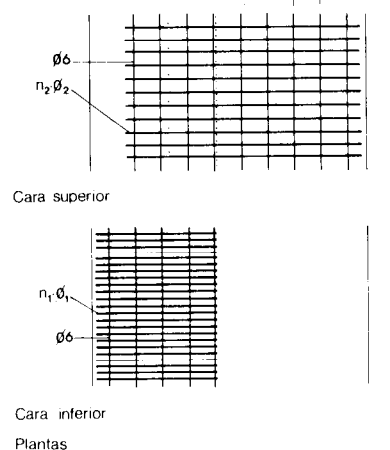 Ø6
n₂·Ø₂
Cara superior
n₁·Ø₁
Ø6
Cara inferior
Plantas